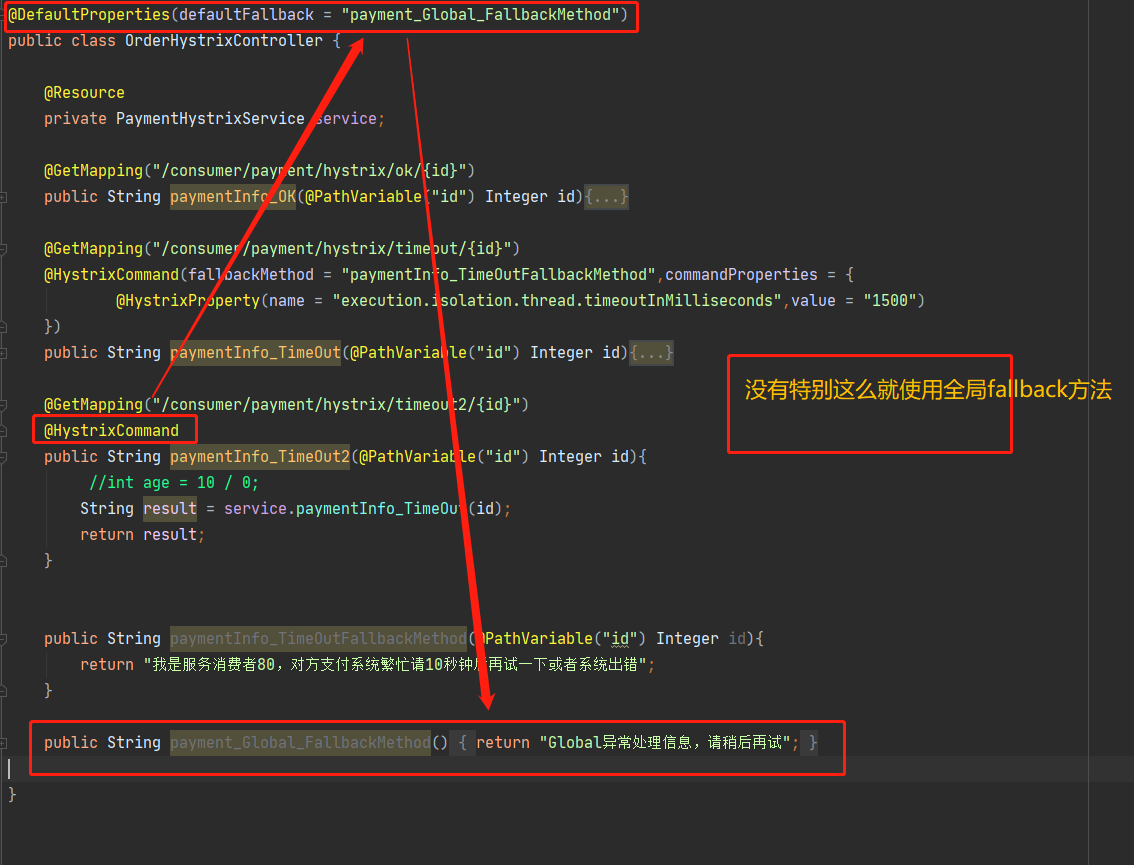 @DefaultProperties(defaultFallback = "payment_Global_FallbackMethod")
public class OrderHystrixController {
@Resource
private PaymentHystrixService service;
@GetMapping("/consumer/payment/hystrix/ok/{id}")
public String paymentInfo_OK(@PathVariable("id") Integer id){...}
@GetMapping("/consumer/payment/hystrix/timeout/{id}")
@HystrixCommand(fallbackMethod = "paymentInfo_TimeOutFallbackMethod",commandProperties = {
@HystrixProperty(name = "execution.isolation.thread.timeoutInMilliseconds",value = "1500")
})
public String paymentInfo_TimeOut(@PathVariable("id") Integer id){...}
没有特别这么就使用全局fallback方法
@GetMapping("/consumer/payment/hystrix/timeout2/{id}")
@HystrixCommand
public String paymentInfo_TimeOut2(@PathVariable("id") Integer id){
//int age = 10 / 0;
String result = service.paymentInfo_TimeOut(id);
return result;
}
public String paymentInfo_TimeOutFallbackMethod(@PathVariable("id") Integer id){
return "我是服务消费者80，对方支付系统繁忙请10秒钟后再试一下或者系统出错";
}
public String payment_Global_FallbackMethod() { return "Global异常处理信息，请稍后再试"; }
}